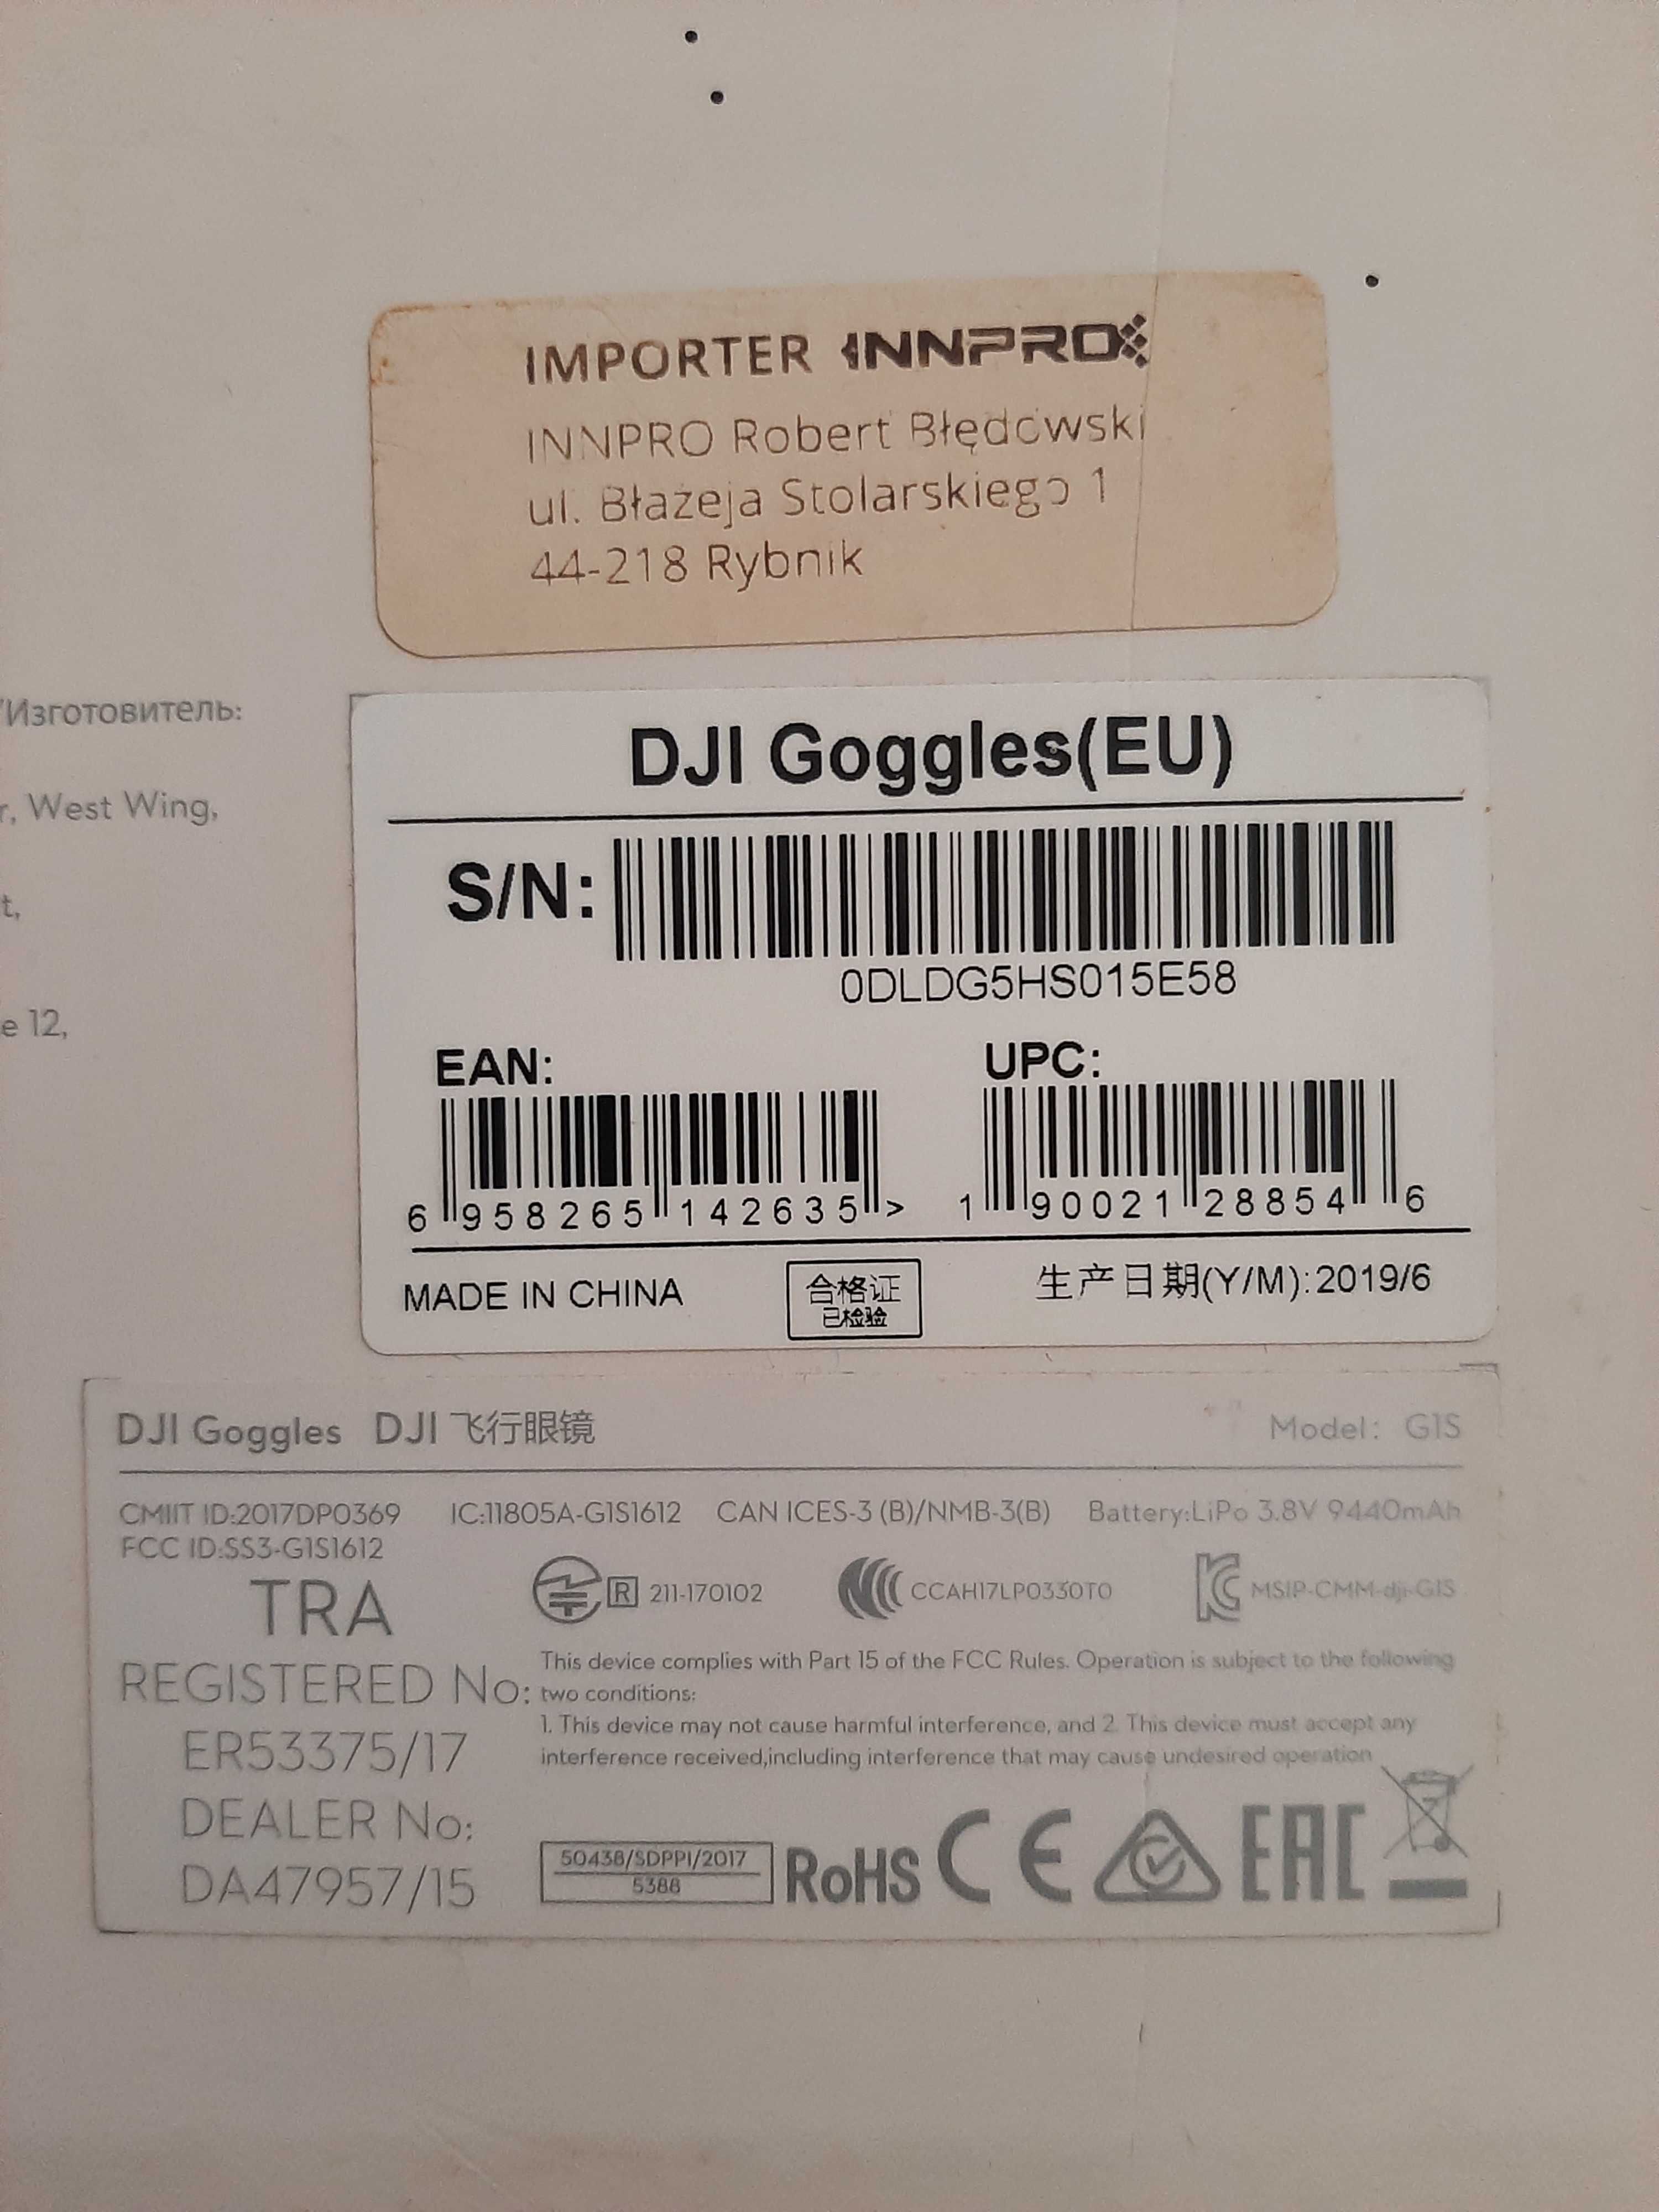 IMPORTER INNPRO
INNPRO Robert Błędowski
ul. Błażeja Stolarskiego 1
44-218 Rybnik
/Изготовитель:
r, West Wing,
t,
e 12,
DJI Goggles(EU)
S/N:
0DLDG5HS015E58
EAN: UPC:
6 958265 142635 > 1 90021 28854 6
MADE IN CHINA 合格证 生产日期(Y/M):2019/6
已检验
DJI Goggles DJI 飞行眼镜 Model: G1S
CMIIT ID:2017DP0369 IC:11805A-G1S1612 CAN ICES-3 (B)/NMB-3(B) Battery:LiPo 3.8V 9440mAh
FCC ID:SS3-G1S1612
TRA
REGISTERED No:
ER53375/17
DEALER No:
DA47957/15
R 211-170102 CCAH17LP0330T0 MSIP-CMM-dji-G1S
This device complies with Part 15 of the FCC Rules. Operation is subject to the following
two conditions:
1. This device may not cause harmful interference, and 2. This device must accept any
interference received,including interference that may cause undesired operation
50438/SDPPI/2017
5388
RoHS CE EAC